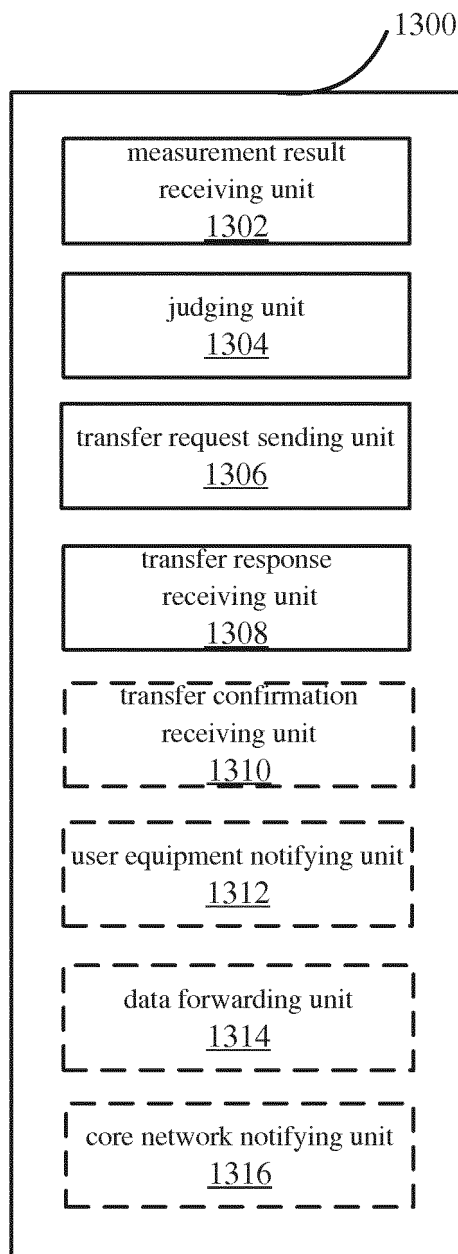 1300
measurement result
receiving unit
1302
judging unit
1304
transfer request sending unit
1306
transfer response
receiving unit
1308
transfer confirmation
receiving unit
1310
user equipment notifying unit
1312
data forwarding unit
1314
core network notifying unit
1316